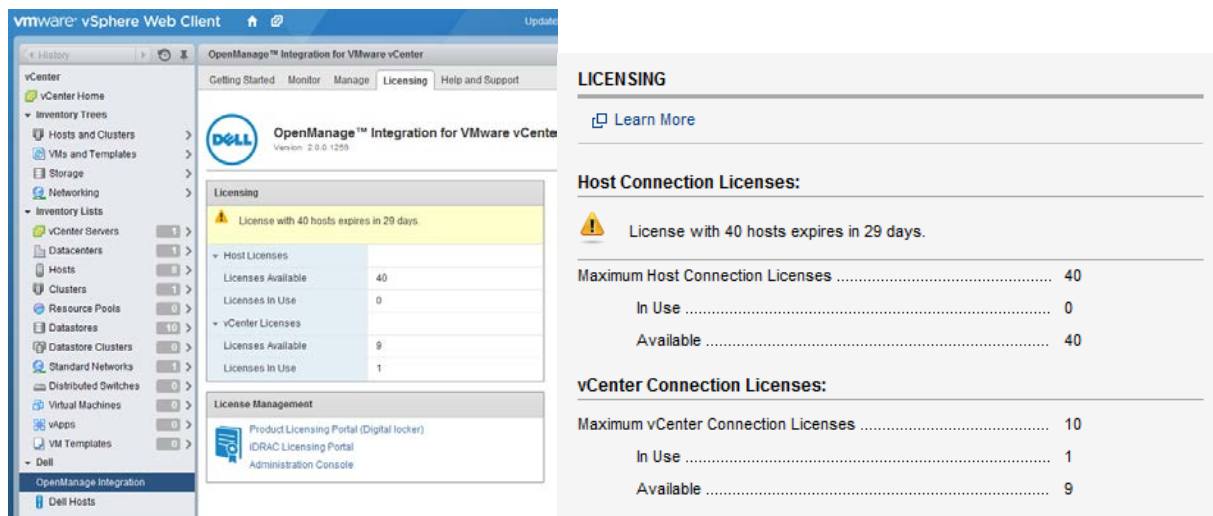 vmware® vSphere Web Client
Update
History
vCenter
vCenter Home
Inventory Trees
Hosts and Clusters
VMs and Templates
Storage
Networking
Inventory Lists
vCenter Servers 1
Datacenters 1
Hosts
Clusters 1
Resource Pools 0
Datastores 10
Datastore Clusters 0
Standard Networks 1
Distributed Switches 0
Virtual Machines 0
vApps 0
VM Templates 0
Dell
OpenManage Integration
Dell Hosts
OpenManage™ Integration for VMware vCenter
Getting Started Monitor Manage Licensing Help and Support
DELL
OpenManage™ Integration for VMware vCente
Version: 2.0.0.1259
Licensing
License with 40 hosts expires in 29 days.
Host Licenses
Licenses Available 40
Licenses In Use 0
vCenter Licenses
Licenses Available 9
Licenses In Use 1
License Management
Product Licensing Portal (Digital locker)
iDRAC Licensing Portal
Administration Console
LICENSING
Learn More
Host Connection Licenses:
License with 40 hosts expires in 29 days.
Maximum Host Connection Licenses 40
In Use 0
Available 40
vCenter Connection Licenses:
Maximum vCenter Connection Licenses 10
In Use 1
Available 9